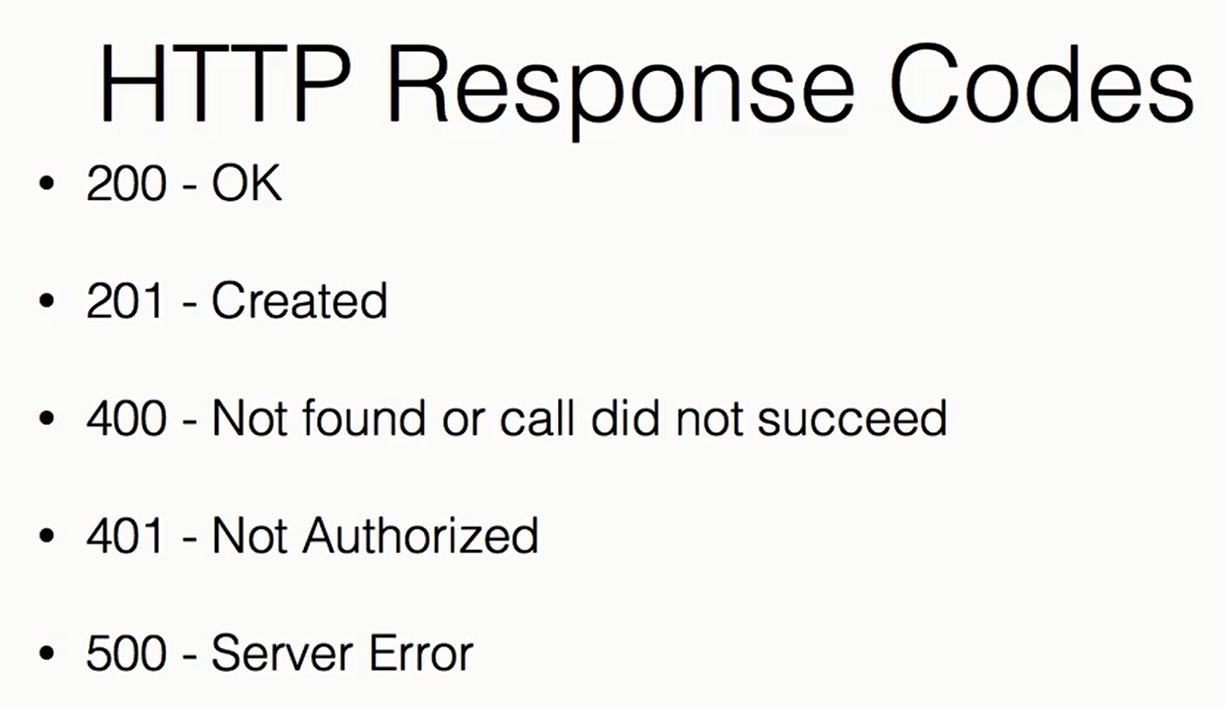 HTTP Response Codes
• 200 - OK
• 201 - Created
• 400 - Not found or call did not succeed
• 401 - Not Authorized
• 500 - Server Error